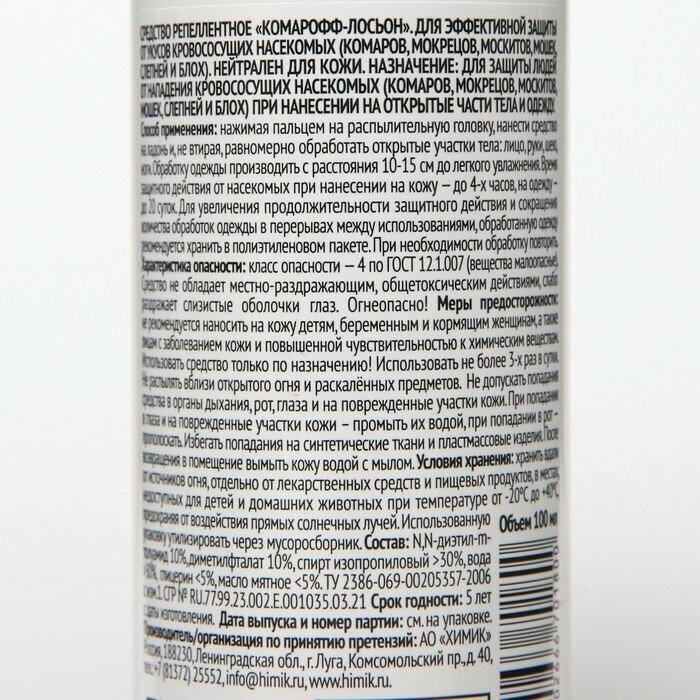 СРЕДСТВО РЕПЕЛЛЕНТНОЕ «КОМАРОФФ-ЛОСЬОН». ДЛЯ ЭФФЕКТИВНОЙ ЗАЩИТЫ
ОТ УКУСОВ КРОВОСОСУЩИХ НАСЕКОМЫХ (КОМАРОВ, МОКРЕЦОВ, МОСКИТОВ, МОШЕК,
СЛЕПНЕЙ И БЛОХ). НЕЙТРАЛЕН ДЛЯ КОЖИ. НАЗНАЧЕНИЕ: ДЛЯ ЗАЩИТЫ ЛЮДЕЙ
ОТ НАПАДЕНИЯ КРОВОСОСУЩИХ НАСЕКОМЫХ (КОМАРОВ, МОКРЕЦОВ, МОСКИТОВ,
МОШЕК, СЛЕПНЕЙ И БЛОХ) ПРИ НАНЕСЕНИИ НА ОТКРЫТЫЕ ЧАСТИ ТЕЛА И ОДЕЖДУ.
Способ применения: нажимая пальцем на распылительную головку, нанести средство
на ладонь и, не втирая, равномерно обработать открытые участки тела: лицо, руки, шею,
ноги. Обработку одежды производить с расстояния 10-15 см до легкого увлажнения. Время
защитного действия от насекомых при нанесении на кожу — до 4-х часов, на одежду –
до 20 суток. Для увеличения продолжительности защитного действия и сокращения
количества обработок одежды в перерывах между использованиями, обработанную одежду
рекомендуется хранить в полиэтиленовом пакете. При необходимости обработку повторить.
Характеристика опасности: класс опасности — 4 по ГОСТ 12.1.007 (вещества малоопасные).
Средство не обладает местно-раздражающим, общетоксическим действиями, слабо
раздражает слизистые оболочки глаз. Огнеопасно! Меры предосторожности:
не рекомендуется наносить на кожу детям, беременным и кормящим женщинам, а также
лицам с заболеванием кожи и повышенной чувствительностью к химическим веществам.
Использовать средство только по назначению! Использовать не более 3-х раз в сутки.
Не распылять вблизи открытого огня и раскалённых предметов. Не допускать попадания
средства в органы дыхания, рот, глаза и на поврежденные участки кожи. При попадании
в глаза и на поврежденные участки кожи – промыть их водой, при попадании в рот –
прополоскать. Избегать попадания на синтетические ткани и пластмассовые изделия. После
возвращения в помещение вымыть кожу водой с мылом. Условия хранения: хранить вдали
от источников огня, отдельно от лекарственных средств и пищевых продуктов, в местах,
недоступных для детей и домашних животных при температуре от -20°С до +40°С,
предохраняя от воздействия прямых солнечных лучей. Использованную
упаковку утилизировать через мусоросборник. Состав: N,N-диэтил-m-
толуамид 10%, диметилфталат 10%, спирт изопропиловый >30%, вода
>30%, глицерин <5%, масло мятное <5%. ТУ 2386-069-00205357-2006
с изм.1. СГР № RU.77.99.23.002.Е.001035.03.21 Срок годности: 5 лет
с даты изготовления. Дата выпуска и номер партии: см. на упаковке.
Производитель/организация по принятию претензий: АО «ХИМИК»
Россия, 188230, Ленинградская обл., г. Луга, Комсомольский пр., д. 40,
тел.: +7 (81372) 25552, info@himik.ru, www.himik.ru
Объем 100 мл